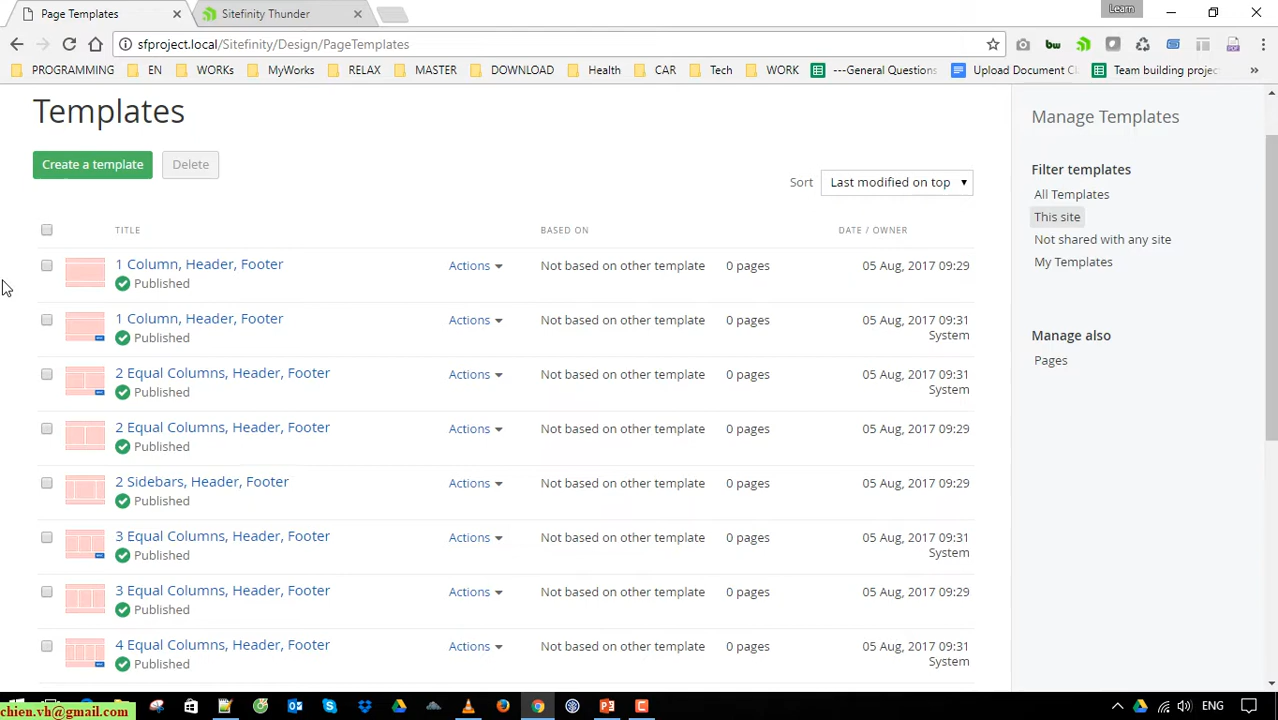 Page Templates
Sitefinity Thunder
Learn
sfproject.local/Sitefinity/Design/PageTemplates
bw
PROGRAMMING
EN
WORKs
MyWorks
RELAX
MASTER
DOWNLOAD
Health
CAR
Tech
WORK
---General Questions
Upload Document Cl
Team building projec
»
Templates
Create a template
Delete
Sort
Last modified on top
TITLE
BASED ON
DATE / OWNER
1 Column, Header, Footer
Published
Actions
Not based on other template
0 pages
05 Aug, 2017 09:29
1 Column, Header, Footer
Published
Actions
Not based on other template
0 pages
05 Aug, 2017 09:31
System
2 Equal Columns, Header, Footer
Published
Actions
Not based on other template
0 pages
05 Aug, 2017 09:31
System
2 Equal Columns, Header, Footer
Published
Actions
Not based on other template
0 pages
05 Aug, 2017 09:29
2 Sidebars, Header, Footer
Published
Actions
Not based on other template
0 pages
05 Aug, 2017 09:29
3 Equal Columns, Header, Footer
Published
Actions
Not based on other template
0 pages
05 Aug, 2017 09:31
System
3 Equal Columns, Header, Footer
Published
Actions
Not based on other template
0 pages
05 Aug, 2017 09:29
4 Equal Columns, Header, Footer
Published
Actions
Not based on other template
0 pages
05 Aug, 2017 09:31
System
Manage Templates
Filter templates
All Templates
This site
Not shared with any site
My Templates
Manage also
Pages
chien.vh@gmail.com
ENG